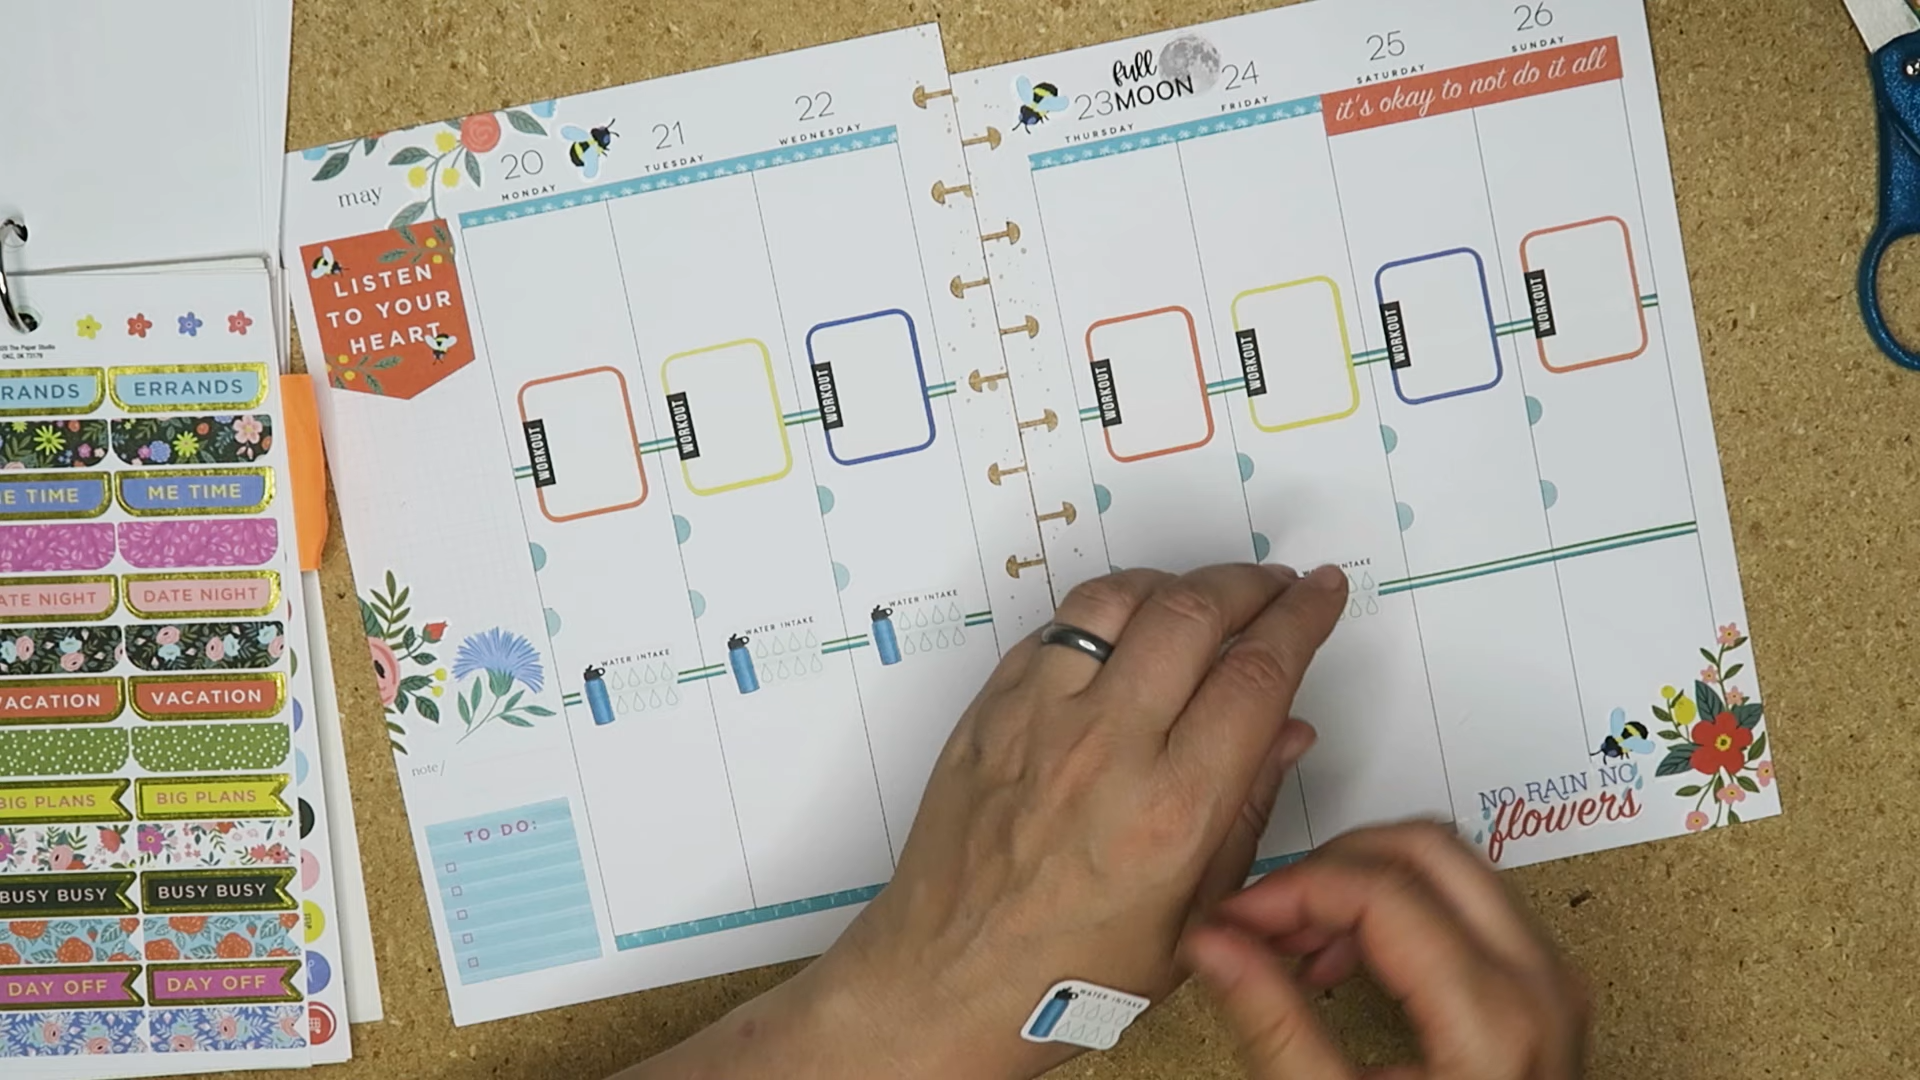 may
20
MONDAY
21
TUESDAY
22
WEDNESDAY
23
THURSDAY
full
MOON
24
FRIDAY
25
SATURDAY
26
SUNDAY
it's okay to not do it all
LISTEN
TO YOUR
HEART
WORKOUT
WORKOUT
WORKOUT
WORKOUT
WORKOUT
WORKOUT
WORKOUT
WATER INTAKE
WATER INTAKE
WATER INTAKE
INTAKE
WATER INTAKE
note/
TO DO:
NO RAIN NO
flowers
RANDS
ERRANDS
E TIME
ME TIME
ATE NIGHT
DATE NIGHT
VACATION
VACATION
BIG PLANS
BIG PLANS
BUSY BUSY
BUSY BUSY
DAY OFF
DAY OFF